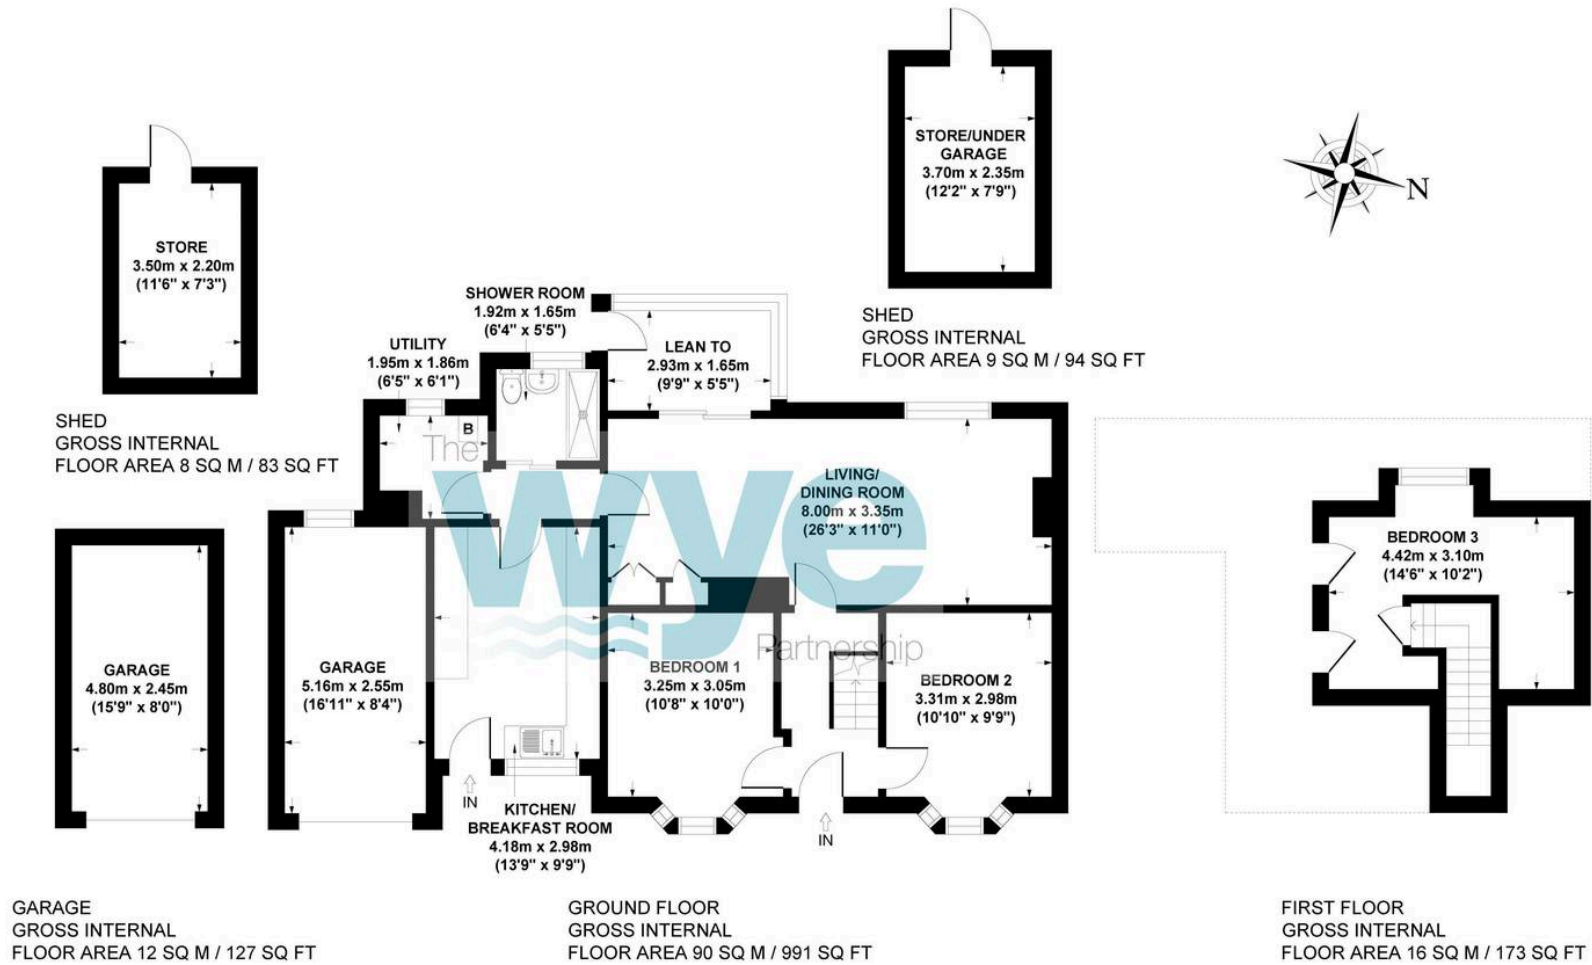 STORE/UNDER
GARAGE
3.70m x 2.35m
(12'2" x 7'9")
N
STORE
3.50m x 2.20m
(11'6" x 7'3")
SHED
GROSS INTERNAL
FLOOR AREA 9 SQ M / 94 SQ FT
SHOWER ROOM
1.92m x 1.65m
(6'4" x 5'5")
UTILITY
1.95m x 1.86m
(6'5" x 6'1")
LEAN TO
2.93m x 1.65m
(9'9" x 5'5")
SHED
GROSS INTERNAL
FLOOR AREA 8 SQ M / 83 SQ FT
B
The
wye
Partnership
LIVING/
DINING ROOM
8.00m x 3.35m
(26'3" x 11'0")
BEDROOM 3
4.42m x 3.10m
(14'6" x 10'2")
GARAGE
4.80m x 2.45m
(15'9" x 8'0")
GARAGE
5.16m x 2.55m
(16'11" x 8'4")
BEDROOM 1
3.25m x 3.05m
(10'8" x 10'0")
BEDROOM 2
3.31m x 2.98m
(10'10" x 9'9")
IN
KITCHEN/
BREAKFAST ROOM
4.18m x 2.98m
(13'9" x 9'9")
IN
GARAGE
GROSS INTERNAL
FLOOR AREA 12 SQ M / 127 SQ FT
GROUND FLOOR
GROSS INTERNAL
FLOOR AREA 90 SQ M / 991 SQ FT
FIRST FLOOR
GROSS INTERNAL
FLOOR AREA 16 SQ M / 173 SQ FT